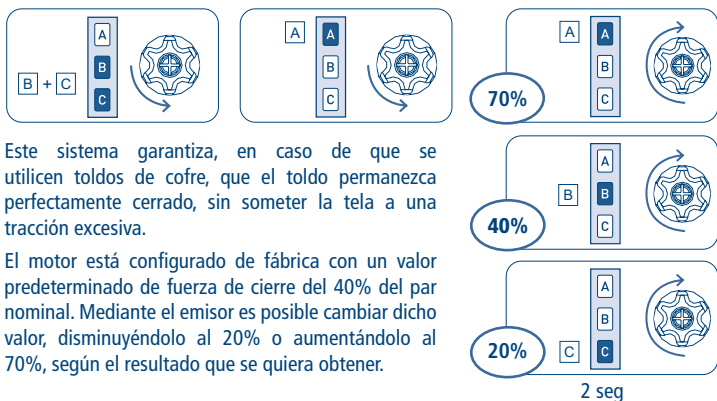 A
B
C
B + C
A
A
B
C
A
A
B
C
70%
Este sistema garantiza, en caso de que se
utilicen toldos de cofre, que el toldo permanezca
perfectamente cerrado, sin someter la tela a una
tracción excesiva.
El motor está configurado de fábrica con un valor
predeterminado de fuerza de cierre del 40% del par
nominal. Mediante el emisor es posible cambiar dicho
valor, disminuyéndolo al 20% o aumentándolo al
70%, según el resultado que se quiera obtener.
A
B
B
C
40%
A
B
C
C
20%
2 seg